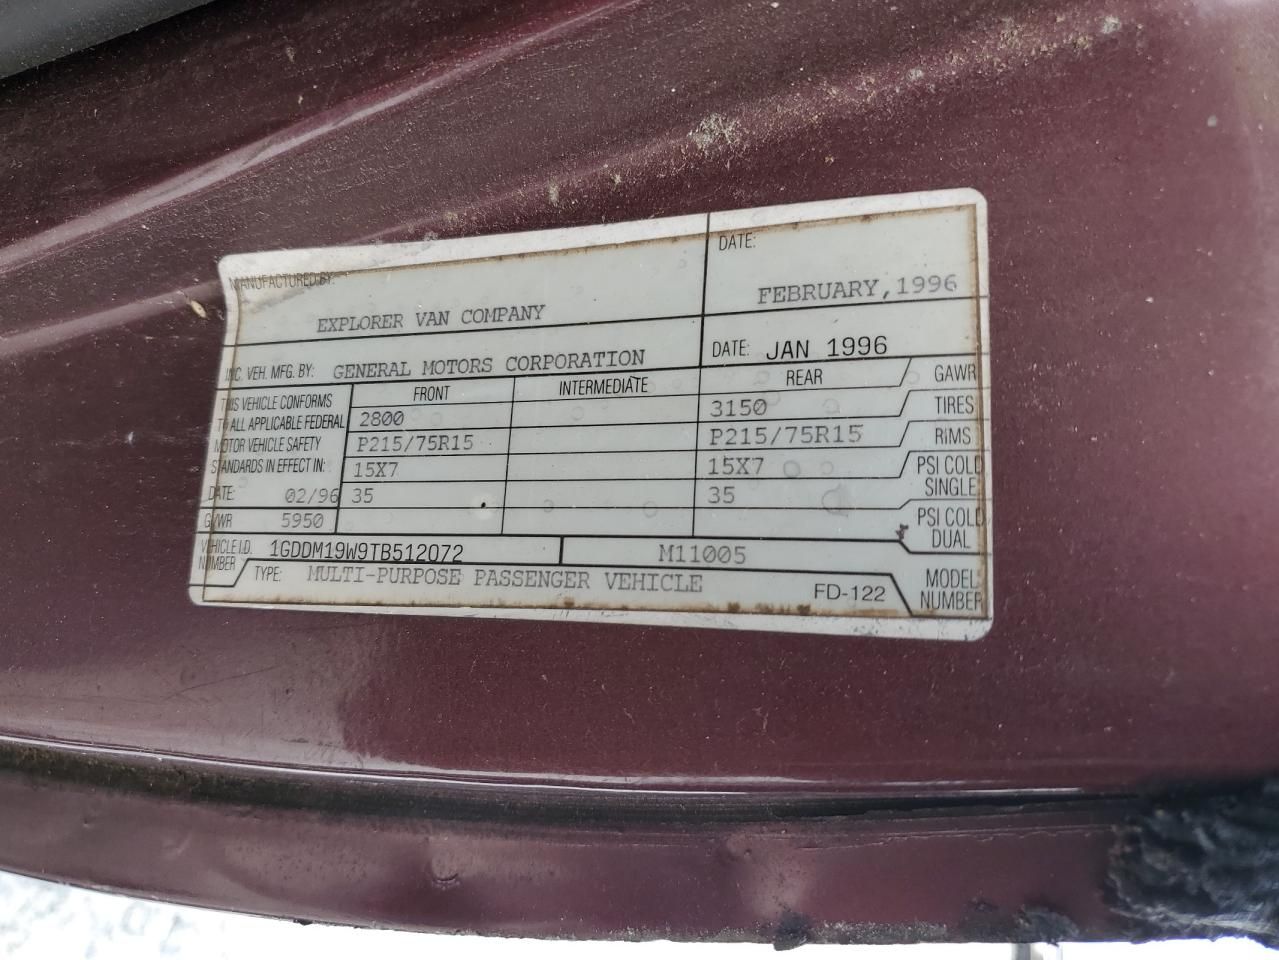 MANUFACTURED BY:
DATE:
EXPLORER VAN COMPANY
FEBRUARY, 1996
INC. VEH. MFG. BY: GENERAL MOTORS CORPORATION
DATE: JAN 1996
THIS VEHICLE CONFORMS
TO ALL APPLICABLE FEDERAL
MOTOR VEHICLE SAFETY
STANDARDS IN EFFECT IN:
DATE: 02/96
GVWR 5950
FRONT INTERMEDIATE REAR GAWR
2800 3150 TIRES
P215/75R15 P215/75R15 RIMS
15X7 15X7 PSI COLD SINGLE
35 35 PSI COLD DUAL
VEHICLE I.D. NUMBER 1GDDM19W9TB512072 M11005 MODEL NUMBER
TYPE: MULTI-PURPOSE PASSENGER VEHICLE FD-122